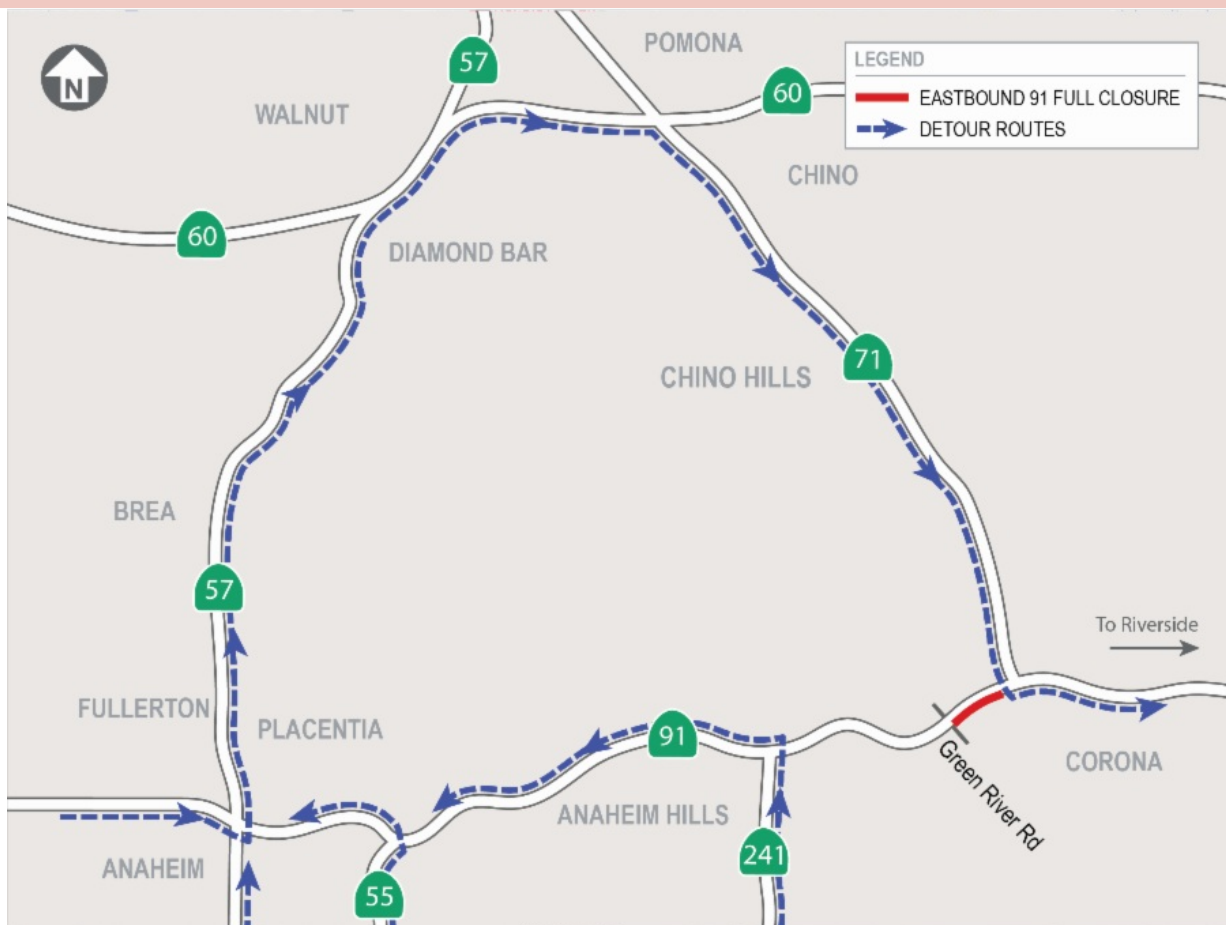 57
POMONA
LEGEND
EASTBOUND 91 FULL CLOSURE
DETOUR ROUTES
60
N
WALNUT
CHINO
60
DIAMOND BAR
71
CHINO HILLS
BREA
57
To Riverside
FULLERTON
PLACENTIA
91
Green River Rd
CORONA
ANAHEIM HILLS
ANAHEIM
241
55